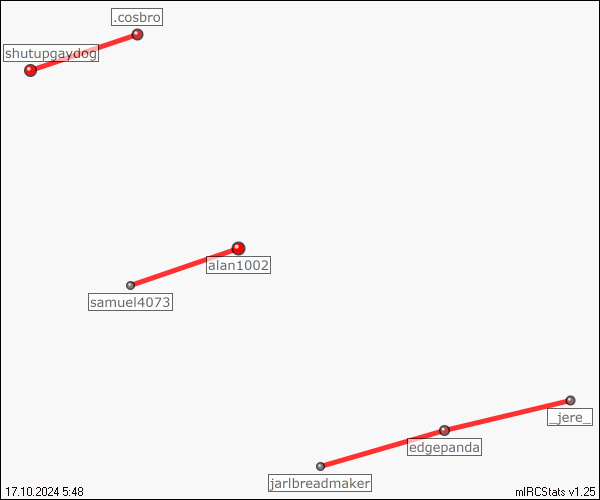 .cosbro
shutupgaydog
alan1002
samuel4073
_jere_
edgepanda
jarlbreadmaker
17.10.2024 5:48
mIRCStats v1.25